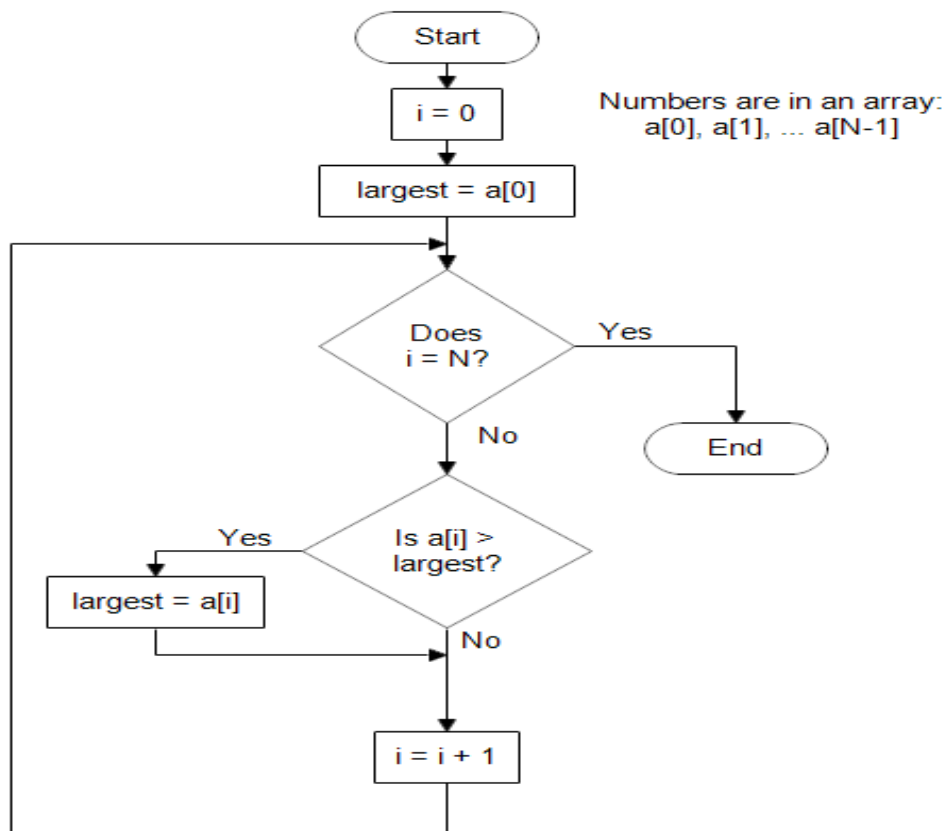 Start
i = 0
Numbers are in an array:
a[0], a[1], ... a[N-1]
largest = a[0]
Does
i = N?
Yes
No
End
Is a[i] >
largest?
Yes
largest = a[i]
No
i = i + 1